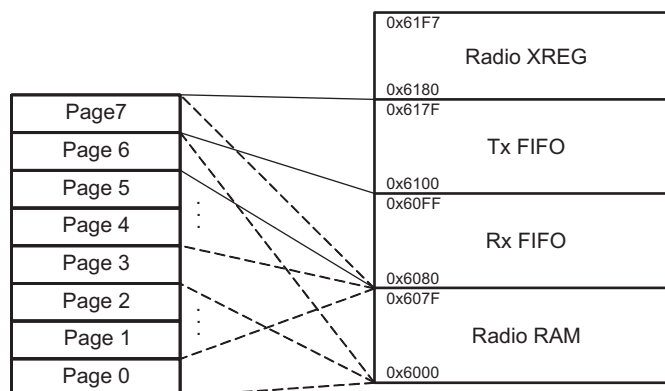 Page7
Page 6
Page 5
Page 4
Page 3
Page 2
Page 1
Page 0
0x61F7
Radio XREG
0x6180
0x617F
Tx FIFO
0x6100
0x60FF
Rx FIFO
0x6080
0x607F
Radio RAM
0x6000